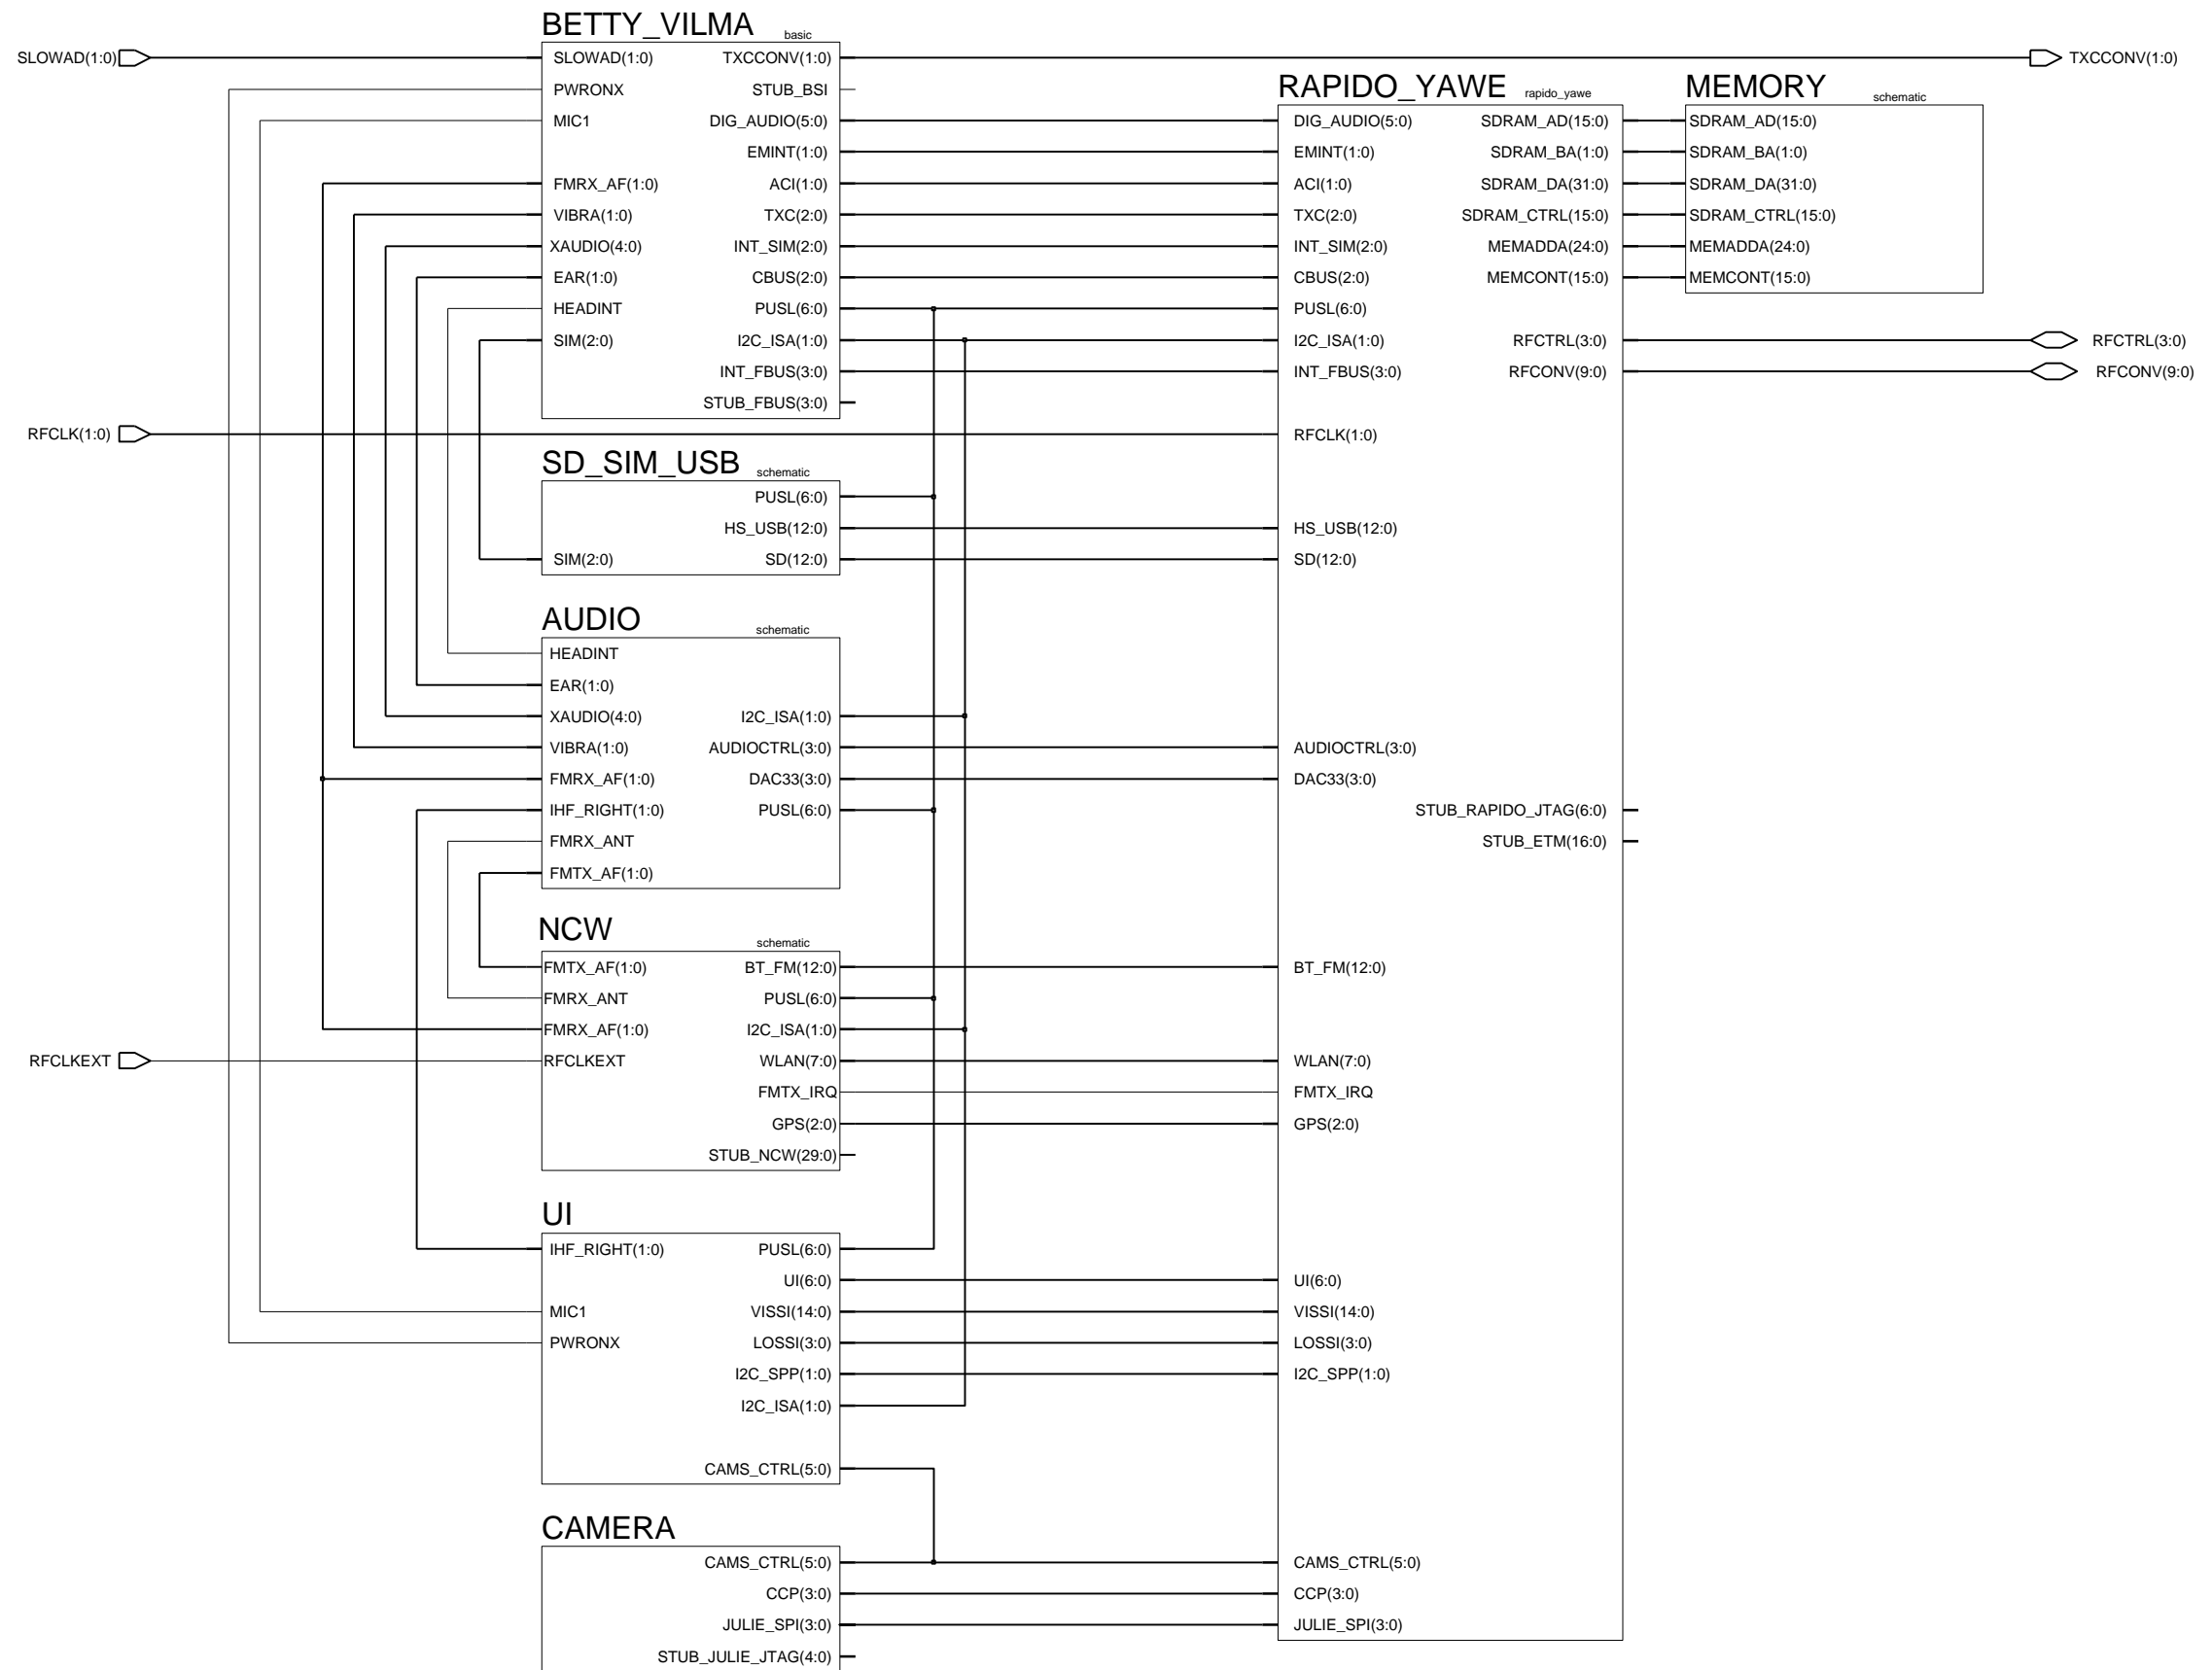 BETTY_VILMA
basic
SLOWAD(1:0)
SLOWAD(1:0) TXCCONV(1:0)
TXCCONV(1:0)
PWRONX STUB_BSI
MIC1 DIG_AUDIO(5:0)
EMINT(1:0)
FMRX_AF(1:0) ACI(1:0)
VIBRA(1:0) TXC(2:0)
XAUDIO(4:0) INT_SIM(2:0)
EAR(1:0) CBUS(2:0)
HEADINT PUSL(6:0)
SIM(2:0) I2C_ISA(1:0)
INT_FBUS(3:0)
STUB_FBUS(3:0)
RAPIDO_YAWE rapido_yawe
DIG_AUDIO(5:0) SDRAM_AD(15:0)
EMINT(1:0) SDRAM_BA(1:0)
ACI(1:0) SDRAM_DA(31:0)
TXC(2:0) SDRAM_CTRL(15:0)
INT_SIM(2:0) MEMADDA(24:0)
CBUS(2:0) MEMCONT(15:0)
PUSL(6:0)
I2C_ISA(1:0) RFCTRL(3:0)
INT_FBUS(3:0) RFCONV(9:0)
MEMORY schematic
SDRAM_AD(15:0)
SDRAM_BA(1:0)
SDRAM_DA(31:0)
SDRAM_CTRL(15:0)
MEMADDA(24:0)
MEMCONT(15:0)
RFCTRL(3:0)
RFCONV(9:0)
RFCLK(1:0)
RFCLK(1:0)
SD_SIM_USB schematic
PUSL(6:0)
HS_USB(12:0)
SIM(2:0) SD(12:0)
HS_USB(12:0)
SD(12:0)
AUDIO schematic
HEADINT
EAR(1:0)
XAUDIO(4:0) I2C_ISA(1:0)
VIBRA(1:0) AUDIOCTRL(3:0)
FMRX_AF(1:0) DAC33(3:0)
IHF_RIGHT(1:0) PUSL(6:0)
FMRX_ANT
FMTX_AF(1:0)
AUDIOCTRL(3:0)
DAC33(3:0)
STUB_RAPIDO_JTAG(6:0)
STUB_ETM(16:0)
NCW schematic
FMTX_AF(1:0) BT_FM(12:0)
FMRX_ANT PUSL(6:0)
FMRX_AF(1:0) I2C_ISA(1:0)
RFCLKEXT
RFCLKEXT WLAN(7:0)
FMTX_IRQ
GPS(2:0)
STUB_NCW(29:0)
BT_FM(12:0)
WLAN(7:0)
FMTX_IRQ
GPS(2:0)
UI
IHF_RIGHT(1:0) PUSL(6:0)
UI(6:0)
MIC1 VISSI(14:0)
PWRONX LOSSI(3:0)
I2C_SPP(1:0)
I2C_ISA(1:0)
CAMS_CTRL(5:0)
UI(6:0)
VISSI(14:0)
LOSSI(3:0)
I2C_SPP(1:0)
CAMERA
CAMS_CTRL(5:0)
CCP(3:0)
JULIE_SPI(3:0)
STUB_JULIE_JTAG(4:0)
CAMS_CTRL(5:0)
CCP(3:0)
JULIE_SPI(3:0)